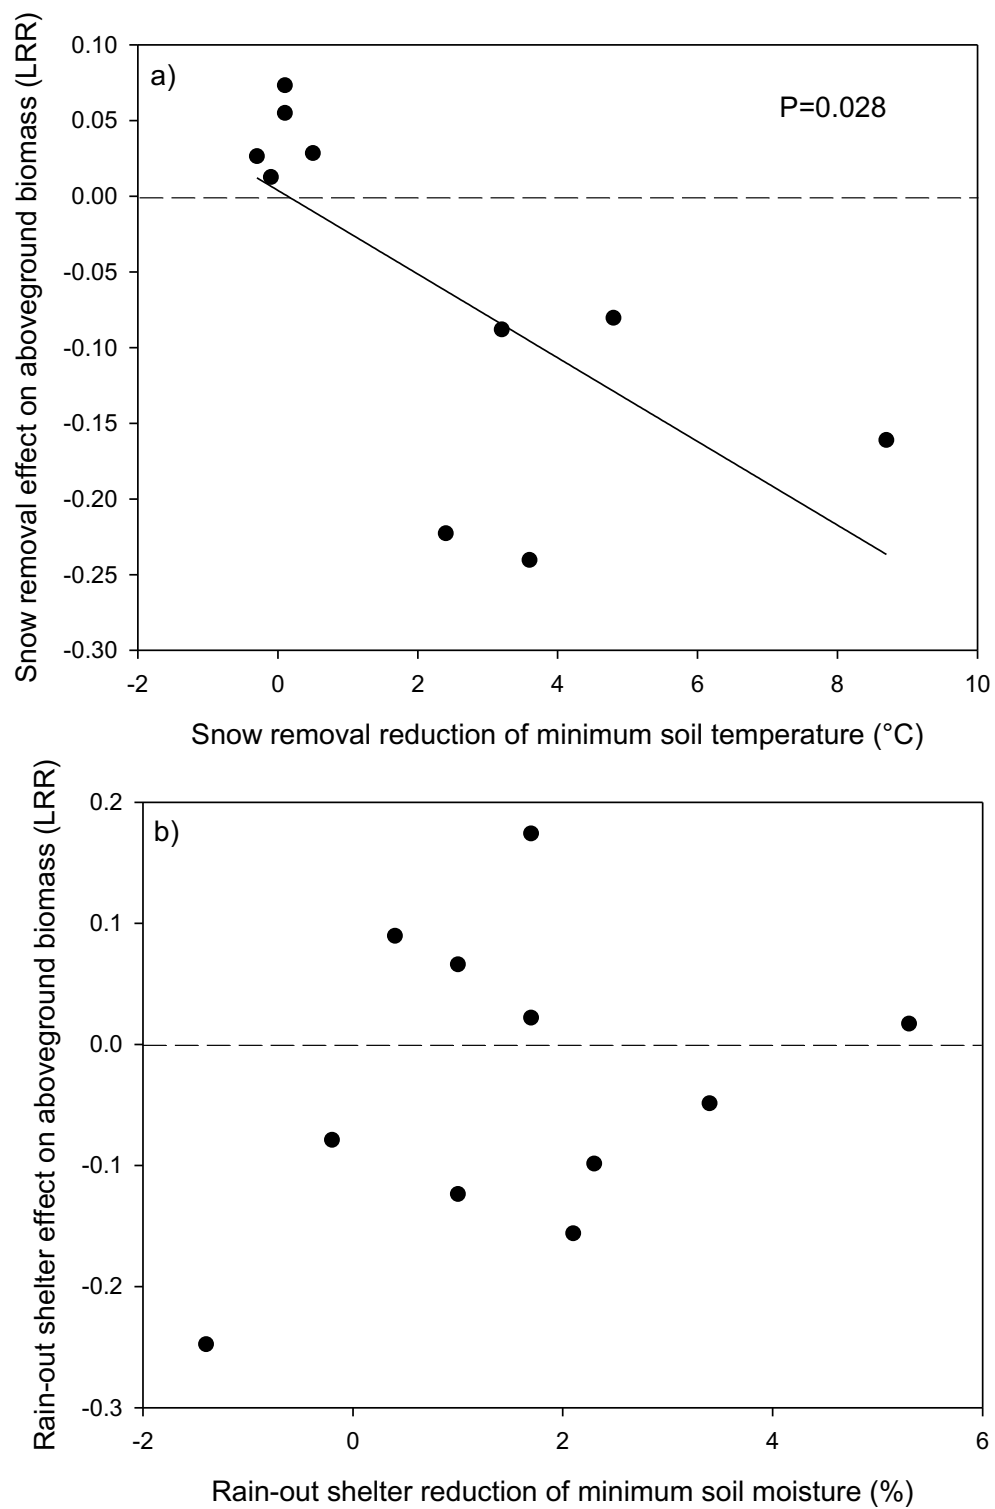 Snow removal effect on aboveground biomass (LRR)
a)
P=0.028
0.10
0.05
0.00
-0.05
-0.10
-0.15
-0.20
-0.25
-0.30
-2 0 2 4 6 8 10
Snow removal reduction of minimum soil temperature (°C)
Rain-out shelter effect on aboveground biomass (LRR)
b)
0.2
0.1
0.0
-0.1
-0.2
-0.3
-2 0 2 4 6
Rain-out shelter reduction of minimum soil moisture (%)